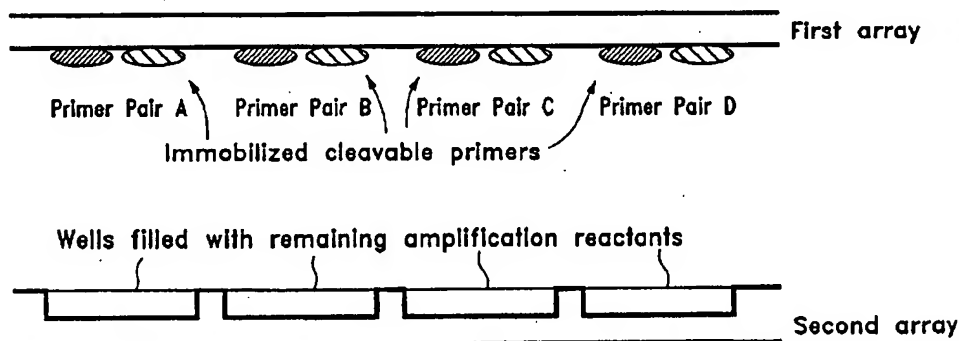 First array
Primer Pair A Primer Pair B Primer Pair C Primer Pair D
Immobilized cleavable primers
Wells filled with remaining amplification reactants
Second array